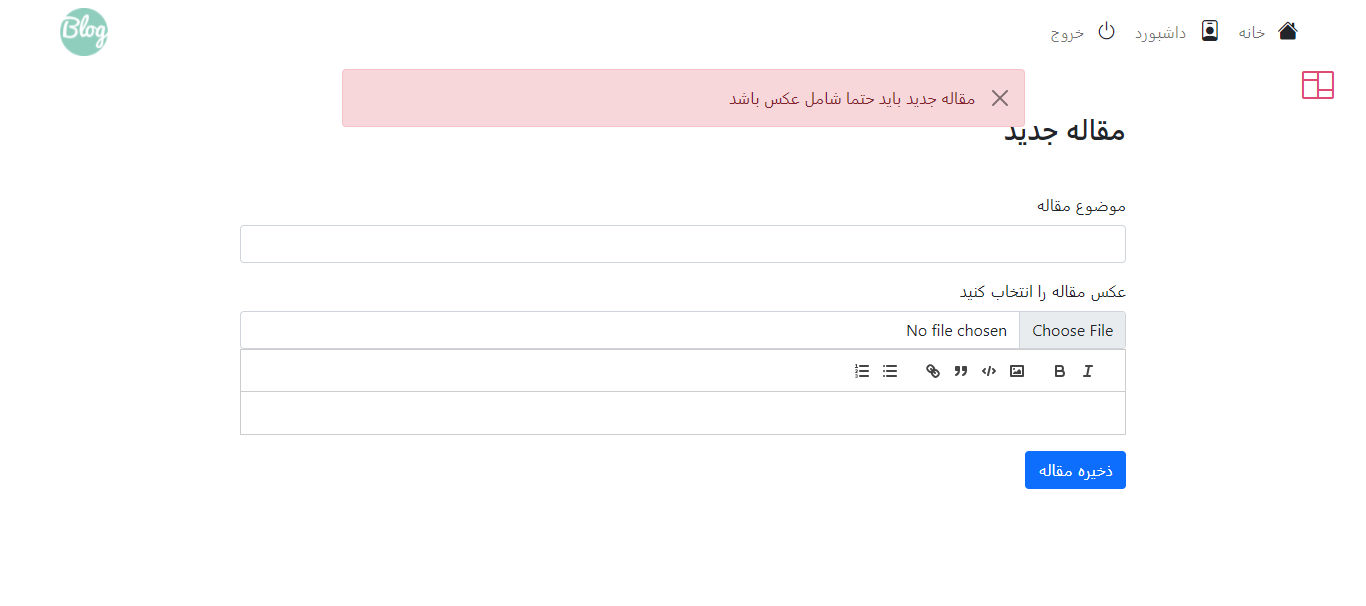 خانه داشبورد خروج Blog
مقاله جدید باید حتما شامل عکس باشد
مقاله جدید
موضوع مقاله
عکس مقاله را انتخاب کنید
Choose File No file chosen
ذخیره مقاله